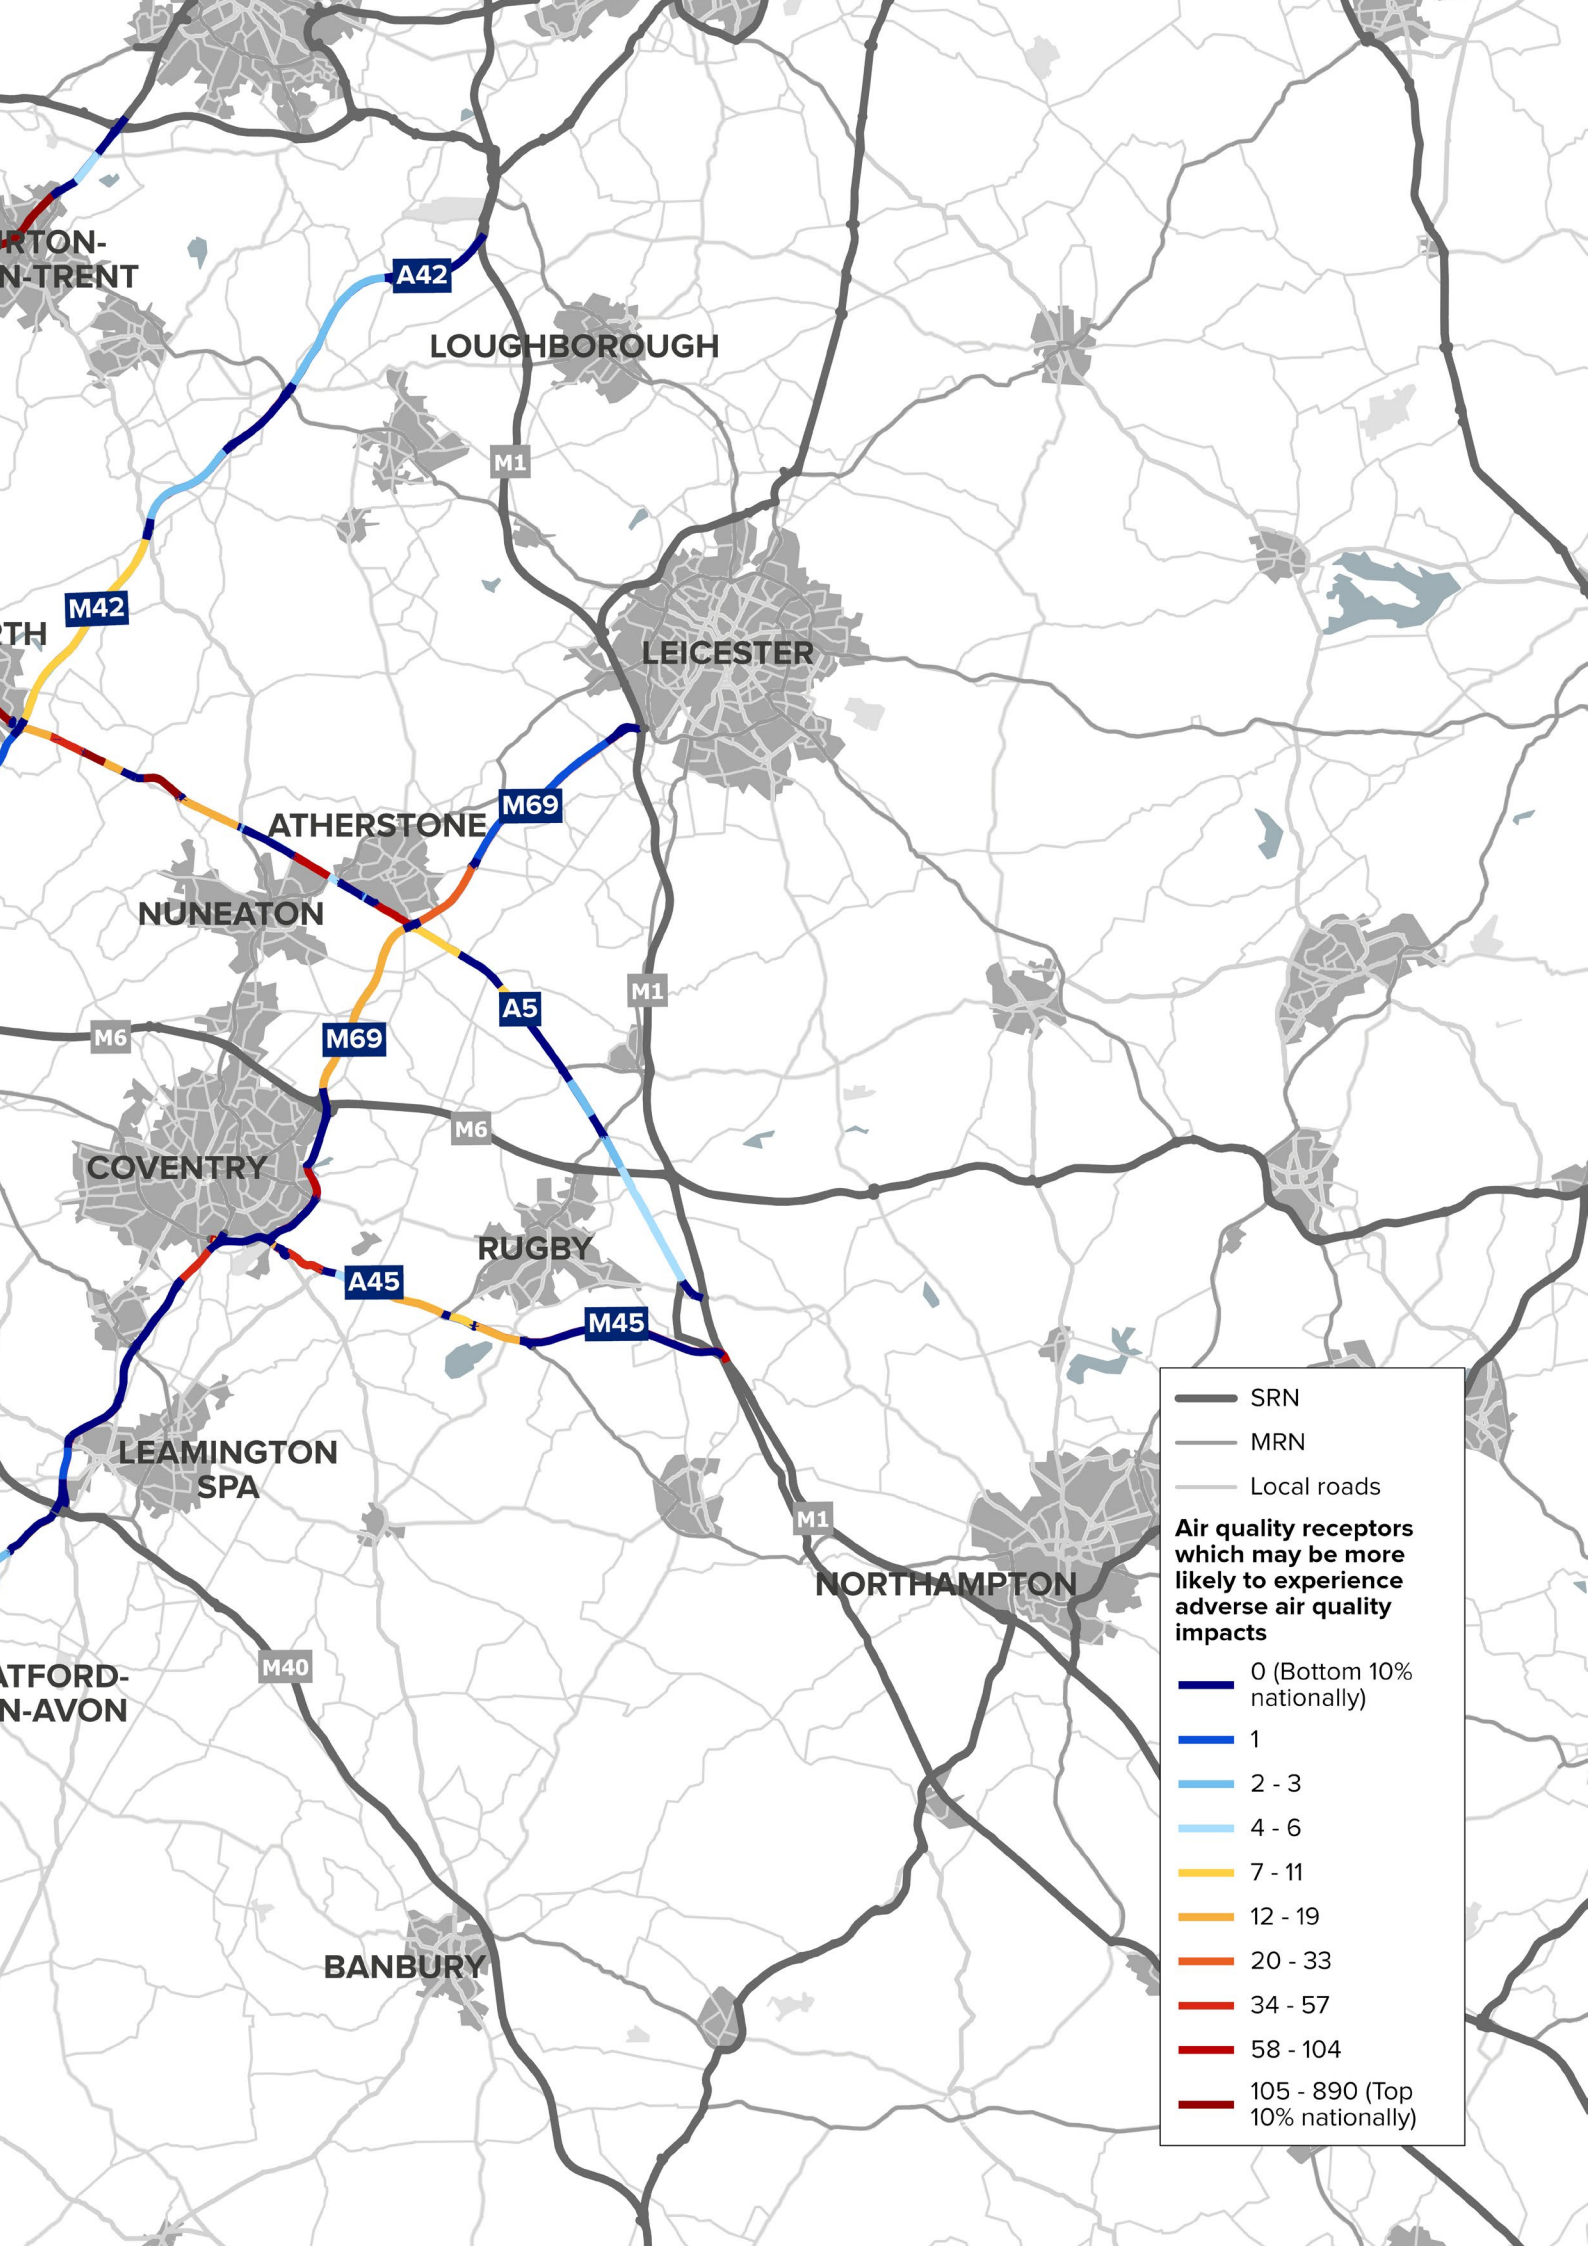 RTON-
N-TRENT
A42
LOUGHBOROUGH
M1
M42
RTH
LEICESTER
M69
ATHERSTONE
NUNEATON
M1
A5
M6
M69
M6
COVENTRY
RUGBY
A45
M45
LEAMINGTON
SPA
M1
NORTHAMPTON
M40
ATFORD-
N-AVON
BANBURY
SRN
MRN
Local roads
Air quality receptors
which may be more
likely to experience
adverse air quality
impacts
0 (Bottom 10%
nationally)
1
2 - 3
4 - 6
7 - 11
12 - 19
20 - 33
34 - 57
58 - 104
105 - 890 (Top
10% nationally)